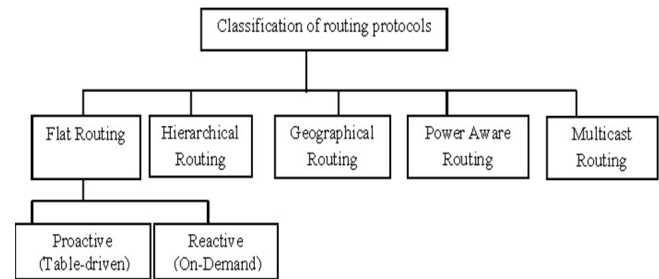 Classification of routing protocols
Flat Routing
Hierarchical
Routing
Geographical
Routing
Power Aware
Routing
Multicast
Routing
Proactive
(Table-driven)
Reactive
(On-Demand)